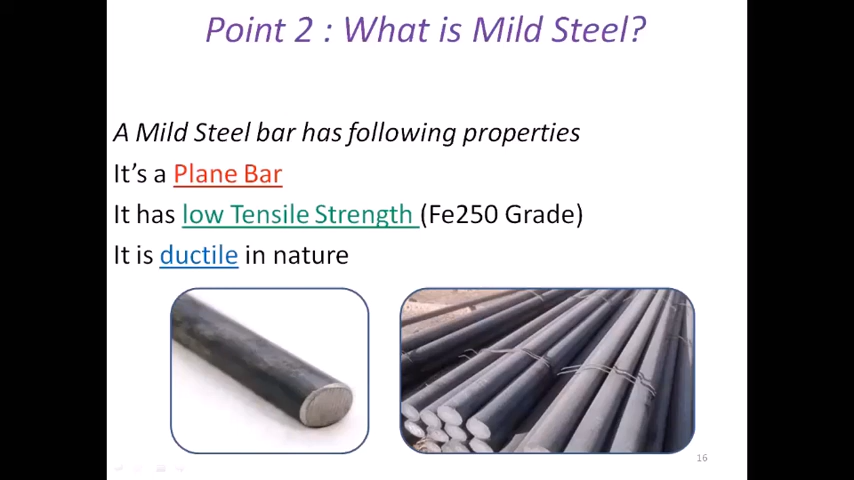 Point 2 : What is Mild Steel?
A Mild Steel bar has following properties
It's a Plane Bar
It has low Tensile Strength (Fe250 Grade)
It is ductile in nature
16